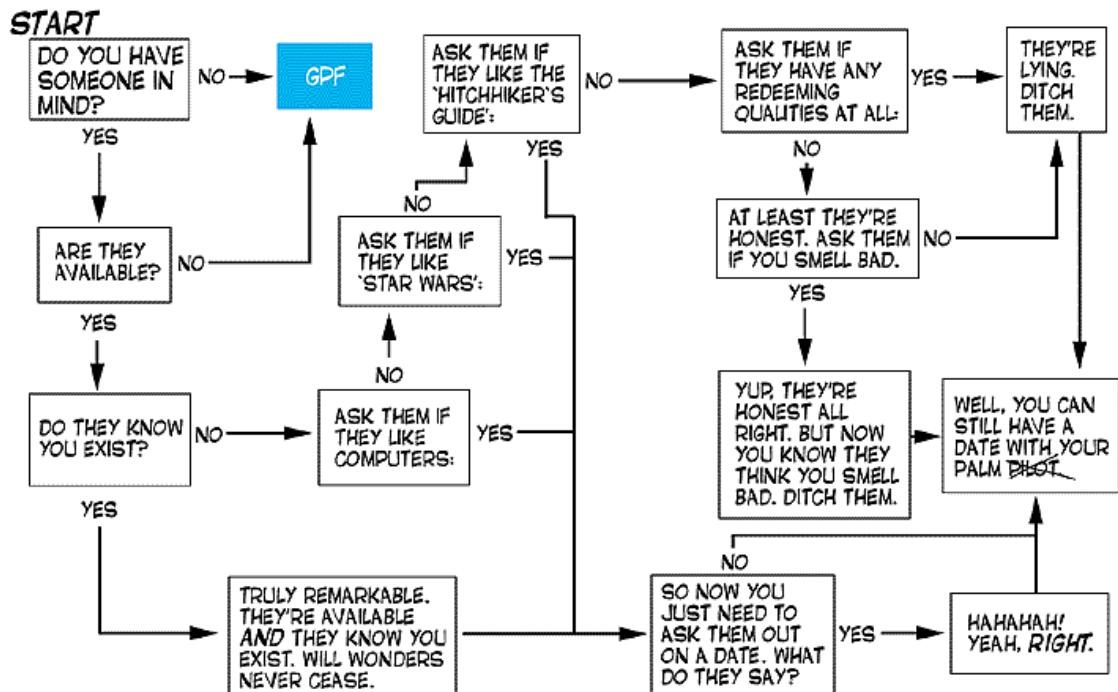 START
DO YOU HAVE
SOMEONE IN
MIND?
NO
GPF
YES
ARE THEY
AVAILABLE?
NO
YES
DO THEY KNOW
YOU EXIST?
NO
YES
ASK THEM IF
THEY LIKE
COMPUTERS:
YES
NO
ASK THEM IF
THEY LIKE
'STAR WARS':
YES
NO
ASK THEM IF
THEY LIKE THE
'HITCHHIKER'S
GUIDE':
NO
YES
ASK THEM IF
THEY HAVE ANY
REDEEMING
QUALITIES AT ALL:
YES
NO
THEY'RE
LYING.
DITCH
THEM.
AT LEAST THEY'RE
HONEST. ASK THEM
IF YOU SMELL BAD.
NO
YES
YUP, THEY'RE
HONEST ALL
RIGHT. BUT NOW
YOU KNOW THEY
THINK YOU SMELL
BAD. DITCH THEM.
WELL, YOU CAN
STILL HAVE A
DATE WITH YOUR
PALM PILOT.
TRULY REMARKABLE.
THEY'RE AVAILABLE
AND THEY KNOW YOU
EXIST. WILL WONDERS
NEVER CEASE.
NO
SO NOW YOU
JUST NEED TO
ASK THEM OUT
ON A DATE. WHAT
DO THEY SAY?
YES
HAHAHAH!
YEAH, RIGHT.